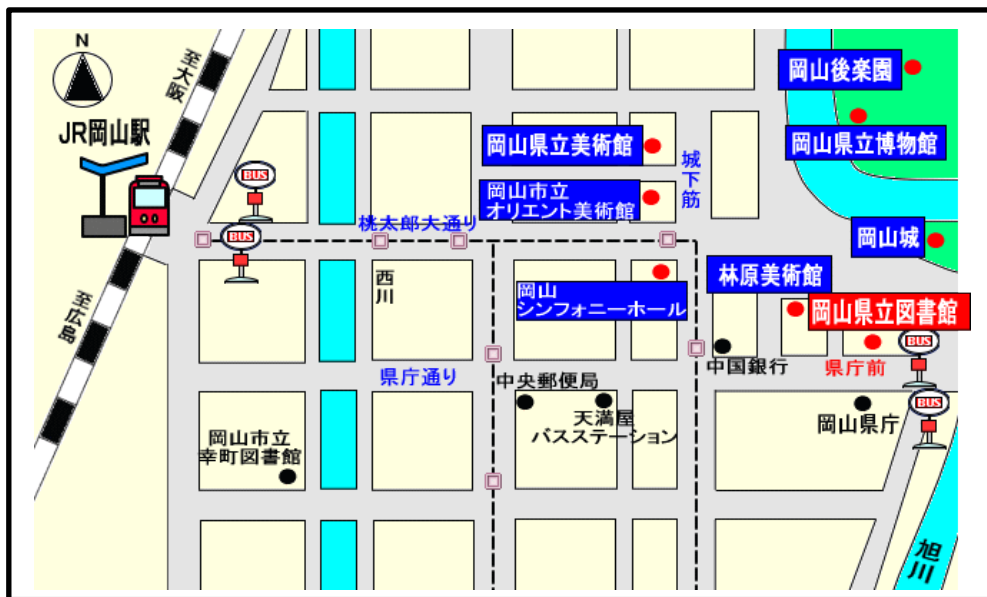 N
至大阪
JR岡山駅
BUS
BUS
至広島
桃太郎大通り
岡山県立美術館
岡山市立
オリエント美術館
城下筋
岡山後楽園
岡山県立博物館
岡山城
西川
岡山
シンフォニーホール
林原美術館
岡山県立図書館
BUS
県庁前
中国銀行
県庁通り
中央郵便局
天満屋
バスステーション
岡山県庁
BUS
岡山市立
幸町図書館
旭川